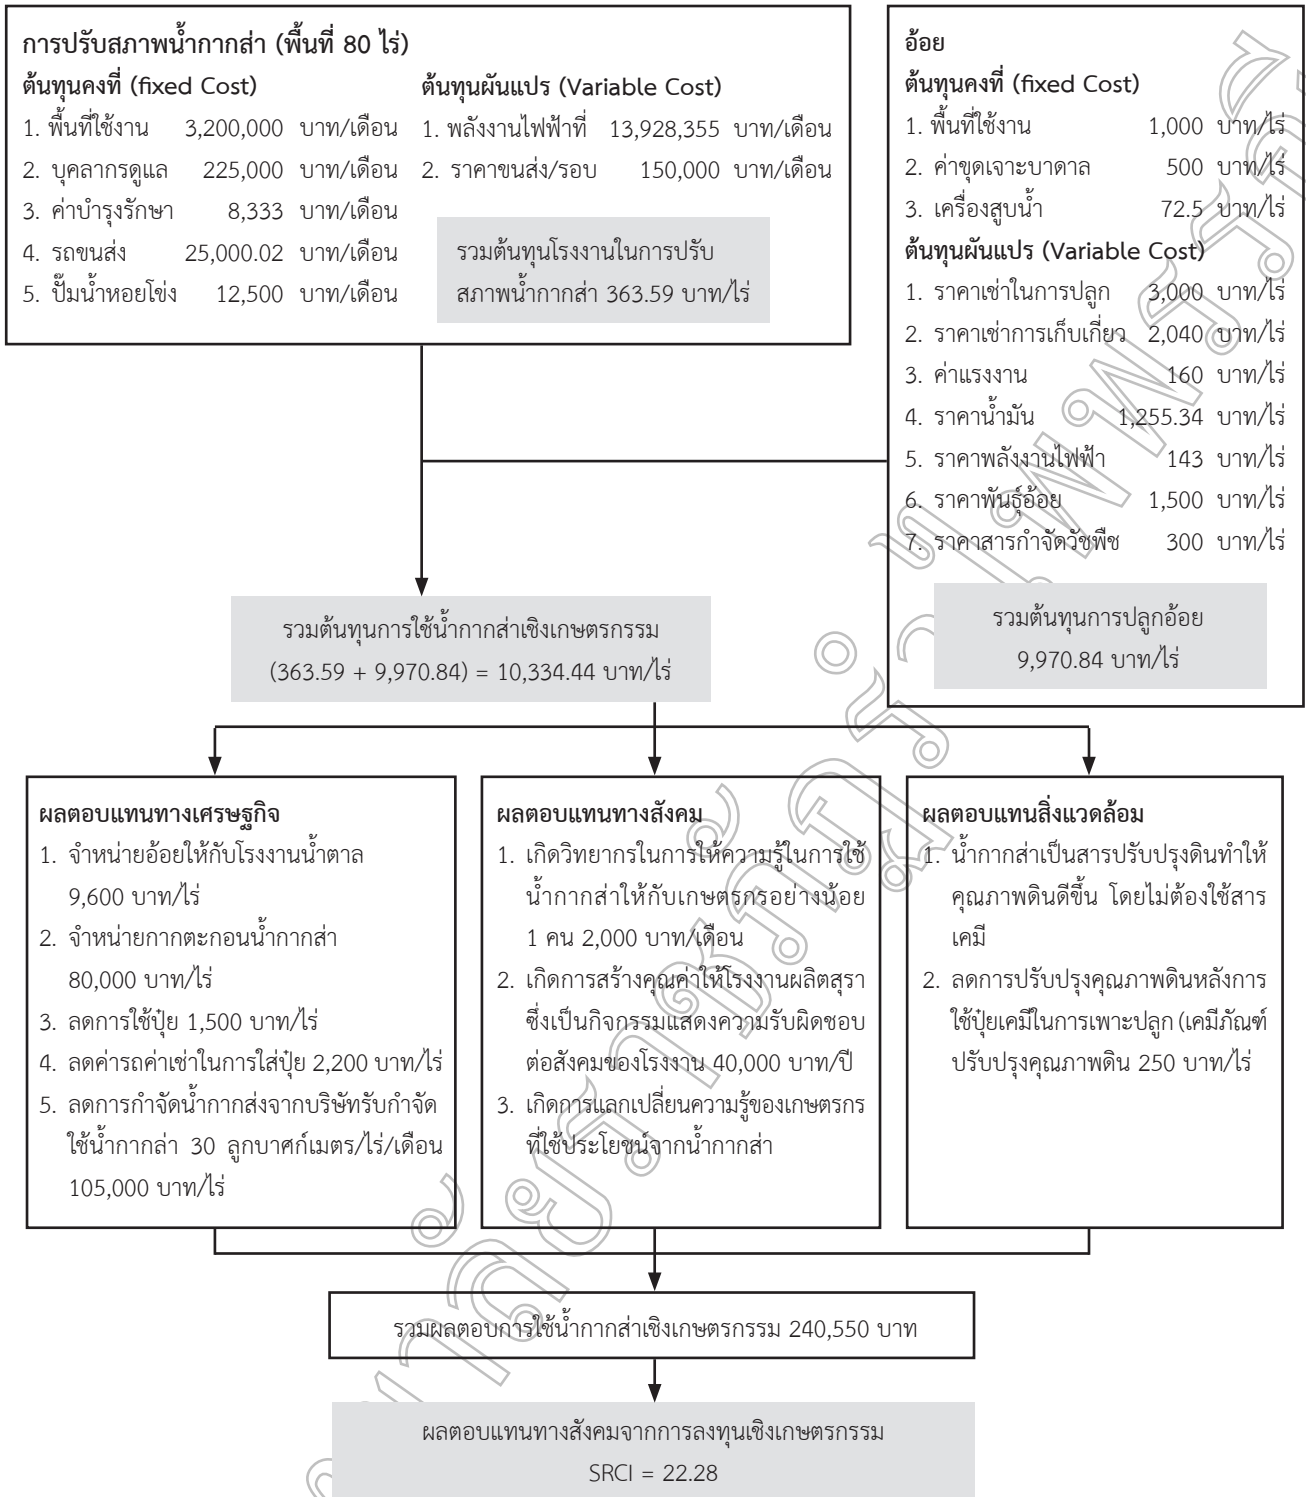 การปรับสภาพน้ำกากส่า (พื้นที่ 80 ไร่)
ต้นทุนคงที่ (fixed Cost)
1. พื้นที่ใช้งาน 3,200,000 บาท/เดือน
2. บุคลากรดูแล 225,000 บาท/เดือน
3. ค่าบำรุงรักษา 8,333 บาท/เดือน
4. รถขนส่ง 25,000.02 บาท/เดือน
5. ปั๊มน้ำหอยโข่ง 12,500 บาท/เดือน
ต้นทุนผันแปร (Variable Cost)
1. พลังงานไฟฟ้าที่ 13,928,355 บาท/เดือน
2. ราคาขนส่ง/รอบ 150,000 บาท/เดือน
รวมต้นทุนโรงงานในการปรับ
สภาพน้ำกากส่า 363.59 บาท/ไร่
อ้อย
ต้นทุนคงที่ (fixed Cost)
1. พื้นที่ใช้งาน 1,000 บาท/ไร่
2. ค่าขุดเจาะบาดาล 500 บาท/ไร่
3. เครื่องสูบน้ำ 72.5 บาท/ไร่
ต้นทุนผันแปร (Variable Cost)
1. ราคาเช่าในการปลูก 3,000 บาท/ไร่
2. ราคาเช่าการเก็บเกี่ยว 2,040 บาท/ไร่
3. ค่าแรงงาน 160 บาท/ไร่
4. ราคาน้ำมัน 1,255.34 บาท/ไร่
5. ราคาพลังงานไฟฟ้า 143 บาท/ไร่
6. ราคาพันธุ์อ้อย 1,500 บาท/ไร่
7. ราคาสารกำจัดวัชพืช 300 บาท/ไร่
รวมต้นทุนการปลูกอ้อย
9,970.84 บาท/ไร่
รวมต้นทุนการใช้น้ำกากส่าเชิงเกษตรกรรม
(363.59 + 9,970.84) = 10,334.44 บาท/ไร่
ผลตอบแทนทางเศรษฐกิจ
1. จำหน่ายอ้อยให้กับโรงงานน้ำตาล
9,600 บาท/ไร่
2. จำหน่ายกากตะกอนน้ำกากส่า
80,000 บาท/ไร่
3. ลดการใช้ปุ๋ย 1,500 บาท/ไร่
4. ลดค่ารถค่าเช่าในการใส่ปุ๋ย 2,200 บาท/ไร่
5. ลดการกำจัดน้ำกากส่งจากบริษัทรับกำจัด
ใช้น้ำกากล่า 30 ลูกบาศก์เมตร/ไร่/เดือน
105,000 บาท/ไร่
ผลตอบแทนทางสังคม
1. เกิดวิทยากรในการให้ความรู้ในการใช้
น้ำกากส่าให้กับเกษตรกรอย่างน้อย
1 คน 2,000 บาท/เดือน
2. เกิดการสร้างคุณค่าให้โรงงานผลิตสุรา
ซึ่งเป็นกิจกรรมแสดงความรับผิดชอบ
ต่อสังคมของโรงงาน 40,000 บาท/ปี
3. เกิดการแลกเปลี่ยนความรู้ของเกษตรกร
ที่ใช้ประโยชน์จากน้ำกากส่า
ผลตอบแทนสิ่งแวดล้อม
1. น้ำกากส่าเป็นสารปรับปรุงดินทำให้
คุณภาพดินดีขึ้น โดยไม่ต้องใช้สาร
เคมี
2. ลดการปรับปรุงคุณภาพดินหลังการ
ใช้ปุ๋ยเคมีในการเพาะปลูก (เคมีภัณฑ์
ปรับปรุงคุณภาพดิน 250 บาท/ไร่
รวมผลตอบการใช้น้ำกากส่าเชิงเกษตรกรรม 240,550 บาท
ผลตอบแทนทางสังคมจากการลงทุนเชิงเกษตรกรรม
SRCI = 22.28